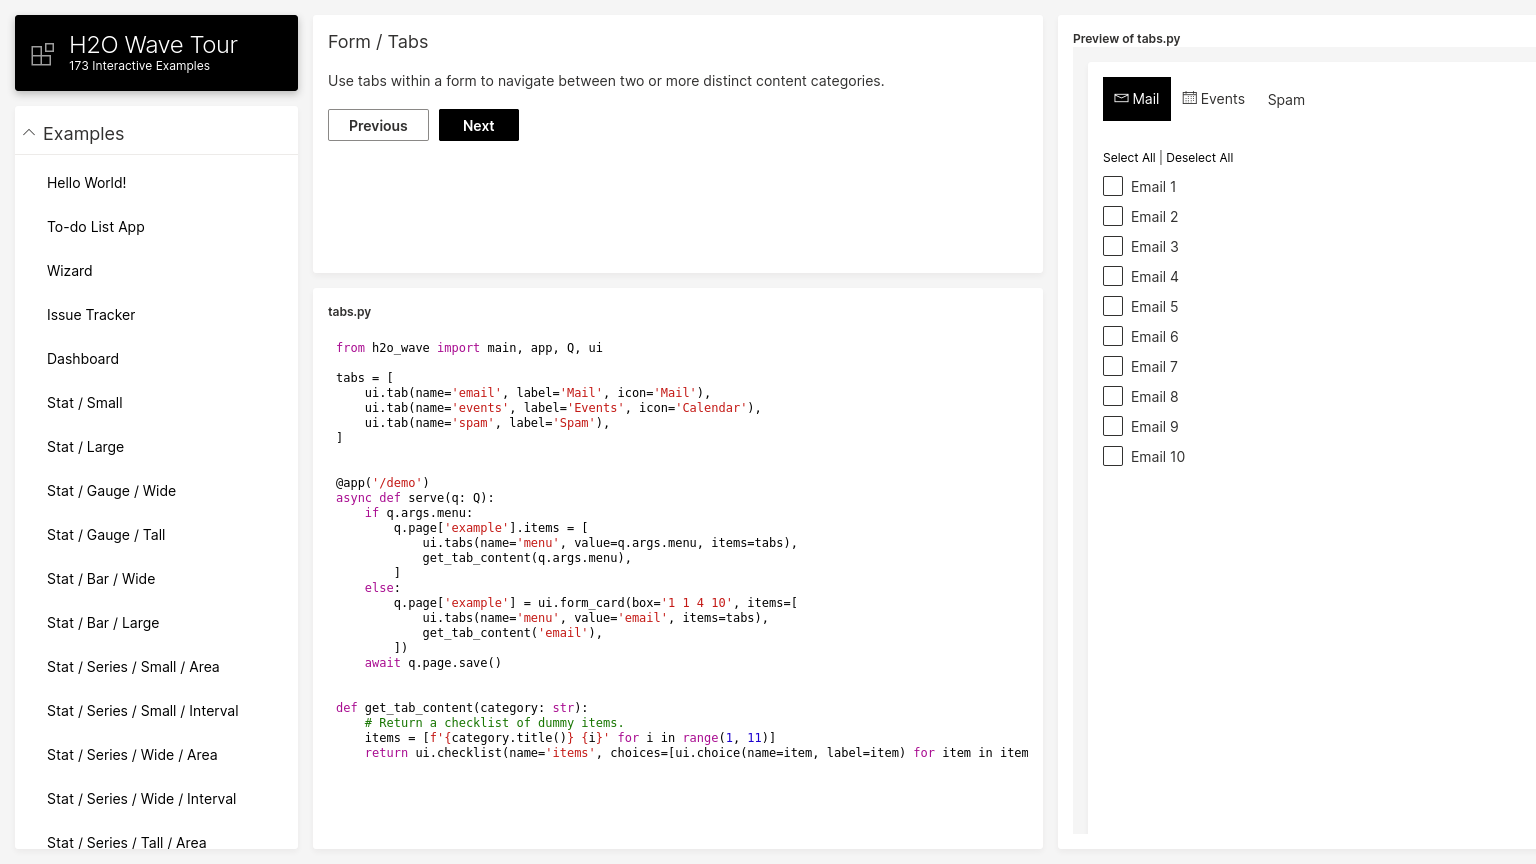 H2O Wave Tour
173 Interactive Examples
Examples
Hello World!
To-do List App
Wizard
Issue Tracker
Dashboard
Stat / Small
Stat / Large
Stat / Gauge / Wide
Stat / Gauge / Tall
Stat / Bar / Wide
Stat / Bar / Large
Stat / Series / Small / Area
Stat / Series / Small / Interval
Stat / Series / Wide / Area
Stat / Series / Wide / Interval
Stat / Series / Tall / Area
Form / Tabs
Use tabs within a form to navigate between two or more distinct content categories.
Previous Next
tabs.py
from h2o_wave import main, app, Q, ui
tabs = [
    ui.tab(name='email', label='Mail', icon='Mail'),
    ui.tab(name='events', label='Events', icon='Calendar'),
    ui.tab(name='spam', label='Spam'),
]
@app('/demo')
async def serve(q: Q):
    if q.args.menu:
        q.page['example'].items = [
            ui.tabs(name='menu', value=q.args.menu, items=tabs),
            get_tab_content(q.args.menu),
        ]
    else:
        q.page['example'] = ui.form_card(box='1 1 4 10', items=[
            ui.tabs(name='menu', value='email', items=tabs),
            get_tab_content('email'),
        ])
    await q.page.save()
def get_tab_content(category: str):
    # Return a checklist of dummy items.
    items = [f'{category.title()} {i}' for i in range(1, 11)]
    return ui.checklist(name='items', choices=[ui.choice(name=item, label=item) for item in item
Preview of tabs.py
Mail Events Spam
Select All | Deselect All
Email 1
Email 2
Email 3
Email 4
Email 5
Email 6
Email 7
Email 8
Email 9
Email 10